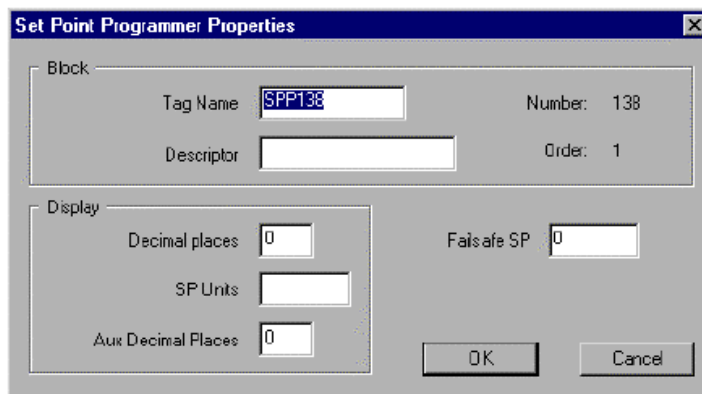 Set Point Programmer Properties
Block
Tag Name SPP138 Number: 138
Descriptor Order: 1
Display
Decimal places 0 Failsafe SP 0
SP Units
Aux Decimal Places 0
OK Cancel